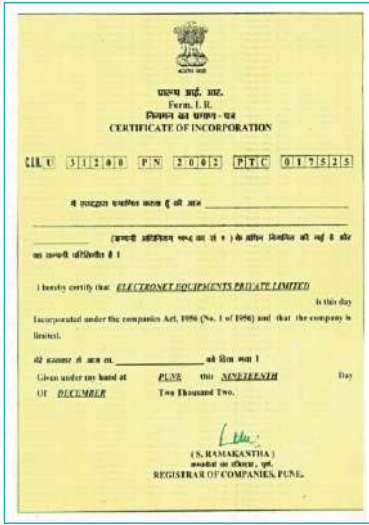 प्रारूप आई. आर.
Form. I. R.
निगमन का प्रमाण - पत्र
CERTIFICATE OF INCORPORATION
C.I.N. U 31200 PN 2002 PTC 017525
मैं एतद्द्वारा प्रमाणित करता हूँ की आज
(कम्पनी अधिनियम १९५६ का सं १ ) के अधिन निगमित की गई है और
यह कम्पनी परिसिमीत है ।
I hereby certify that ELECTRONET EQUIPMENTS PRIVATE LIMITED
is this day
Incorporated under the companies Act, 1956 (No. 1 of 1956) and that the company is
limited.
मेरे हस्ताक्षर से आज ता. को दिया गया ।
Given under my hand at PUNE this NINETEENTH Day
Of DECEMBER Two Thousand Two.
(S. RAMAKANTHA)
कम्पनीयों का रजिस्ट्रार, पुणे.
REGISTRAR OF COMPANIES, PUNE.